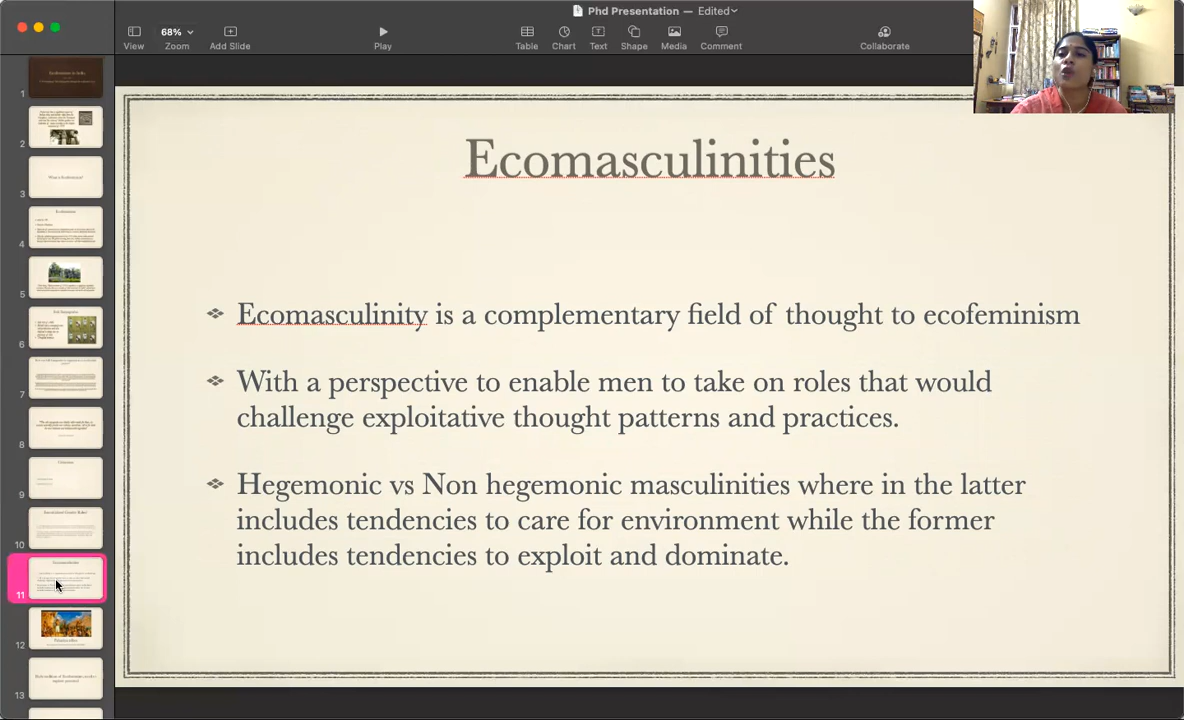 Phd Presentation — Edited
68%
View
Zoom
Add Slide
Play
Table
Chart
Text
Shape
Media
Comment
Collaborate
1
2
3
4
5
6
7
8
9
10
11
12
13
Ecomasculinities
Ecomasculinity is a complementary field of thought to ecofeminism
With a perspective to enable men to take on roles that would
challenge exploitative thought patterns and practices.
Hegemonic vs Non hegemonic masculinities where in the latter
includes tendencies to care for environment while the former
includes tendencies to exploit and dominate.